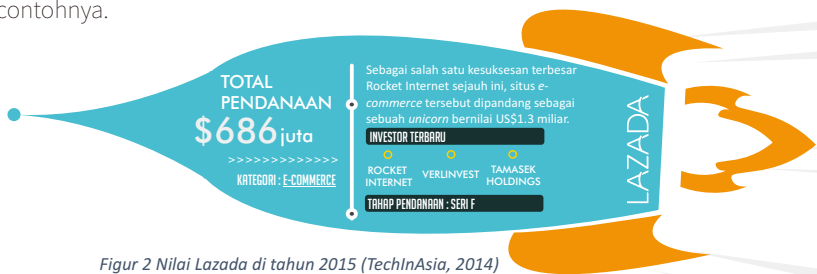 contohnya.
TOTAL
PENDANAAN
$686 juta
>>>>>>>>>>>>>
KATEGORI : E-COMMERCE
Sebagai salah satu kesuksesan terbesar
Rocket Internet sejauh ini, situs e-
commerce tersebut dipandang sebagai
sebuah unicorn bernilai US$1.3 miliar.
INVESTOR TERBARU
ROCKET
INTERNET
VERLINVEST
TAMASEK
HOLDINGS
TAHAP PENDANAAN : SERI F
LAZADA
Figur 2 Nilai Lazada di tahun 2015 (TechInAsia, 2014)